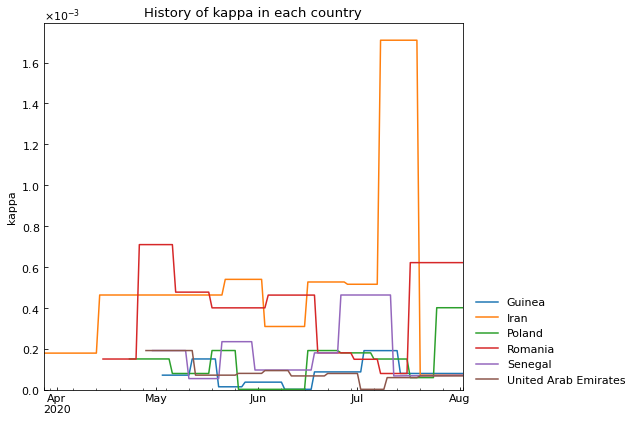 History of kappa in each country
×10⁻³
1.6
1.4
1.2
1.0
0.8
0.6
0.4
0.2
0.0
kappa
Apr
2020
May
Jun
Jul
Aug
Guinea
Iran
Poland
Romania
Senegal
United Arab Emirates